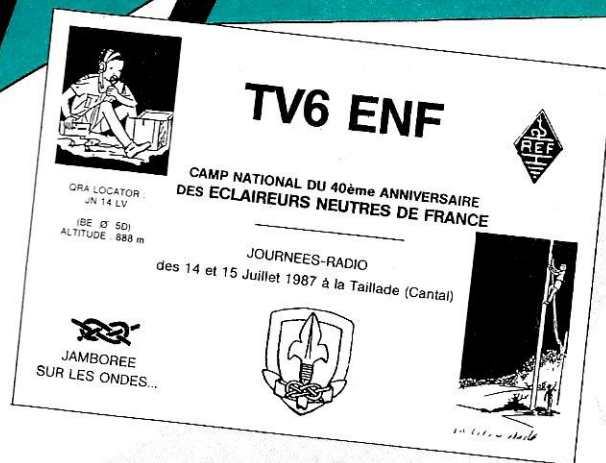 TV6 ENF
REF
CAMP NATIONAL DU 40ème ANNIVERSAIRE
DES ECLAIREURS NEUTRES DE FRANCE
QRA LOCATOR :
JN 14 LV
(BE Ø 5D)
ALTITUDE : 888 m
JOURNEES-RADIO
des 14 et 15 Juillet 1987 à la Taillade (Cantal)
JAMBOREE
SUR LES ONDES...